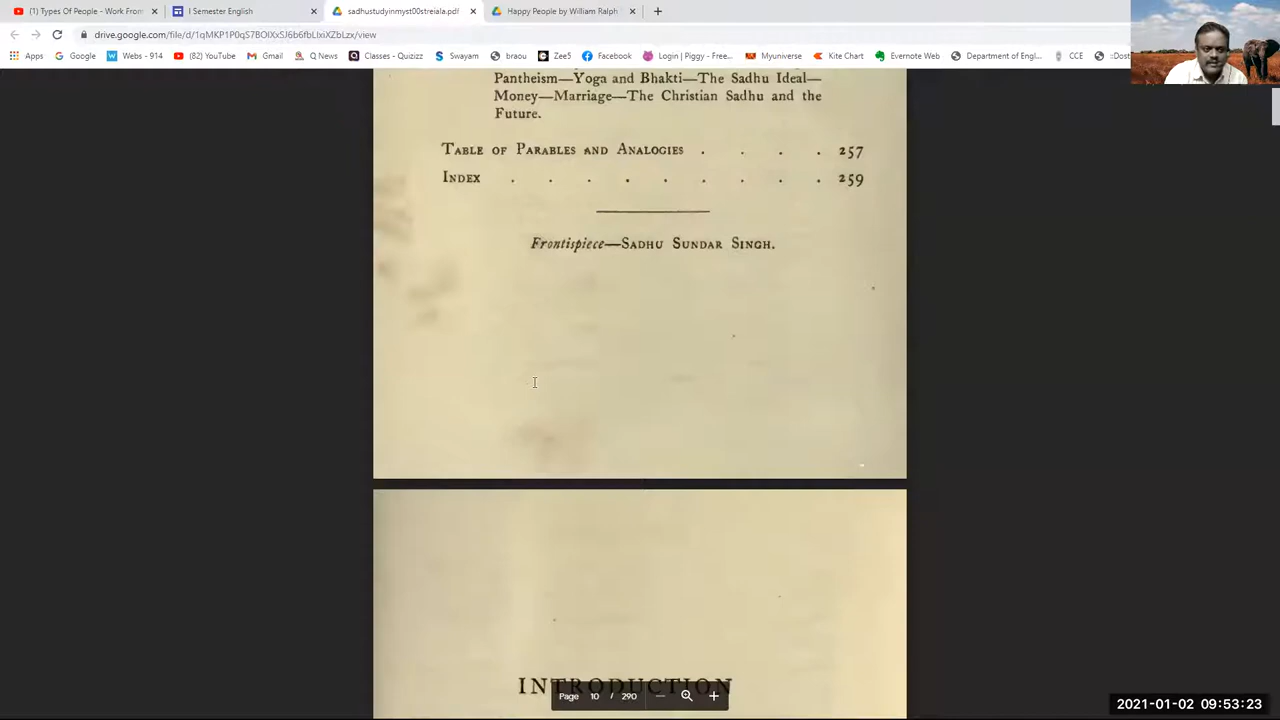 (1) Types Of People - Work From
I Semester English
sadhustudyinmyst00streiala.pdf
Happy People by William Ralph
drive.google.com/file/d/1qMKP1P0qS7BOIXxSJ6b6fbLIxiXZbLzx/view
Apps Google Webs - 914 (82) YouTube Gmail Q News Classes - Quizizz Swayam braou Zee5 Facebook Login | Piggy - Free... Myuniverse Kite Chart Evernote Web Department of Engl... CCE ::Dost
Pantheism—Yoga and Bhakti—The Sadhu Ideal—
Money—Marriage—The Christian Sadhu and the
Future.
Table of Parables and Analogies . . . . 257
Index . . . . . . . . . 259
Frontispiece—Sadhu Sundar Singh.
INTRODUCTION
Page 10 / 290
2021-01-02 09:53:23